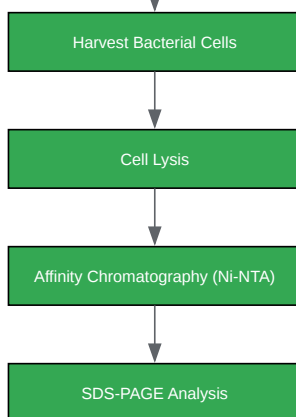 Harvest Bacterial Cells
Cell Lysis
Affinity Chromatography (Ni-NTA)
SDS-PAGE Analysis